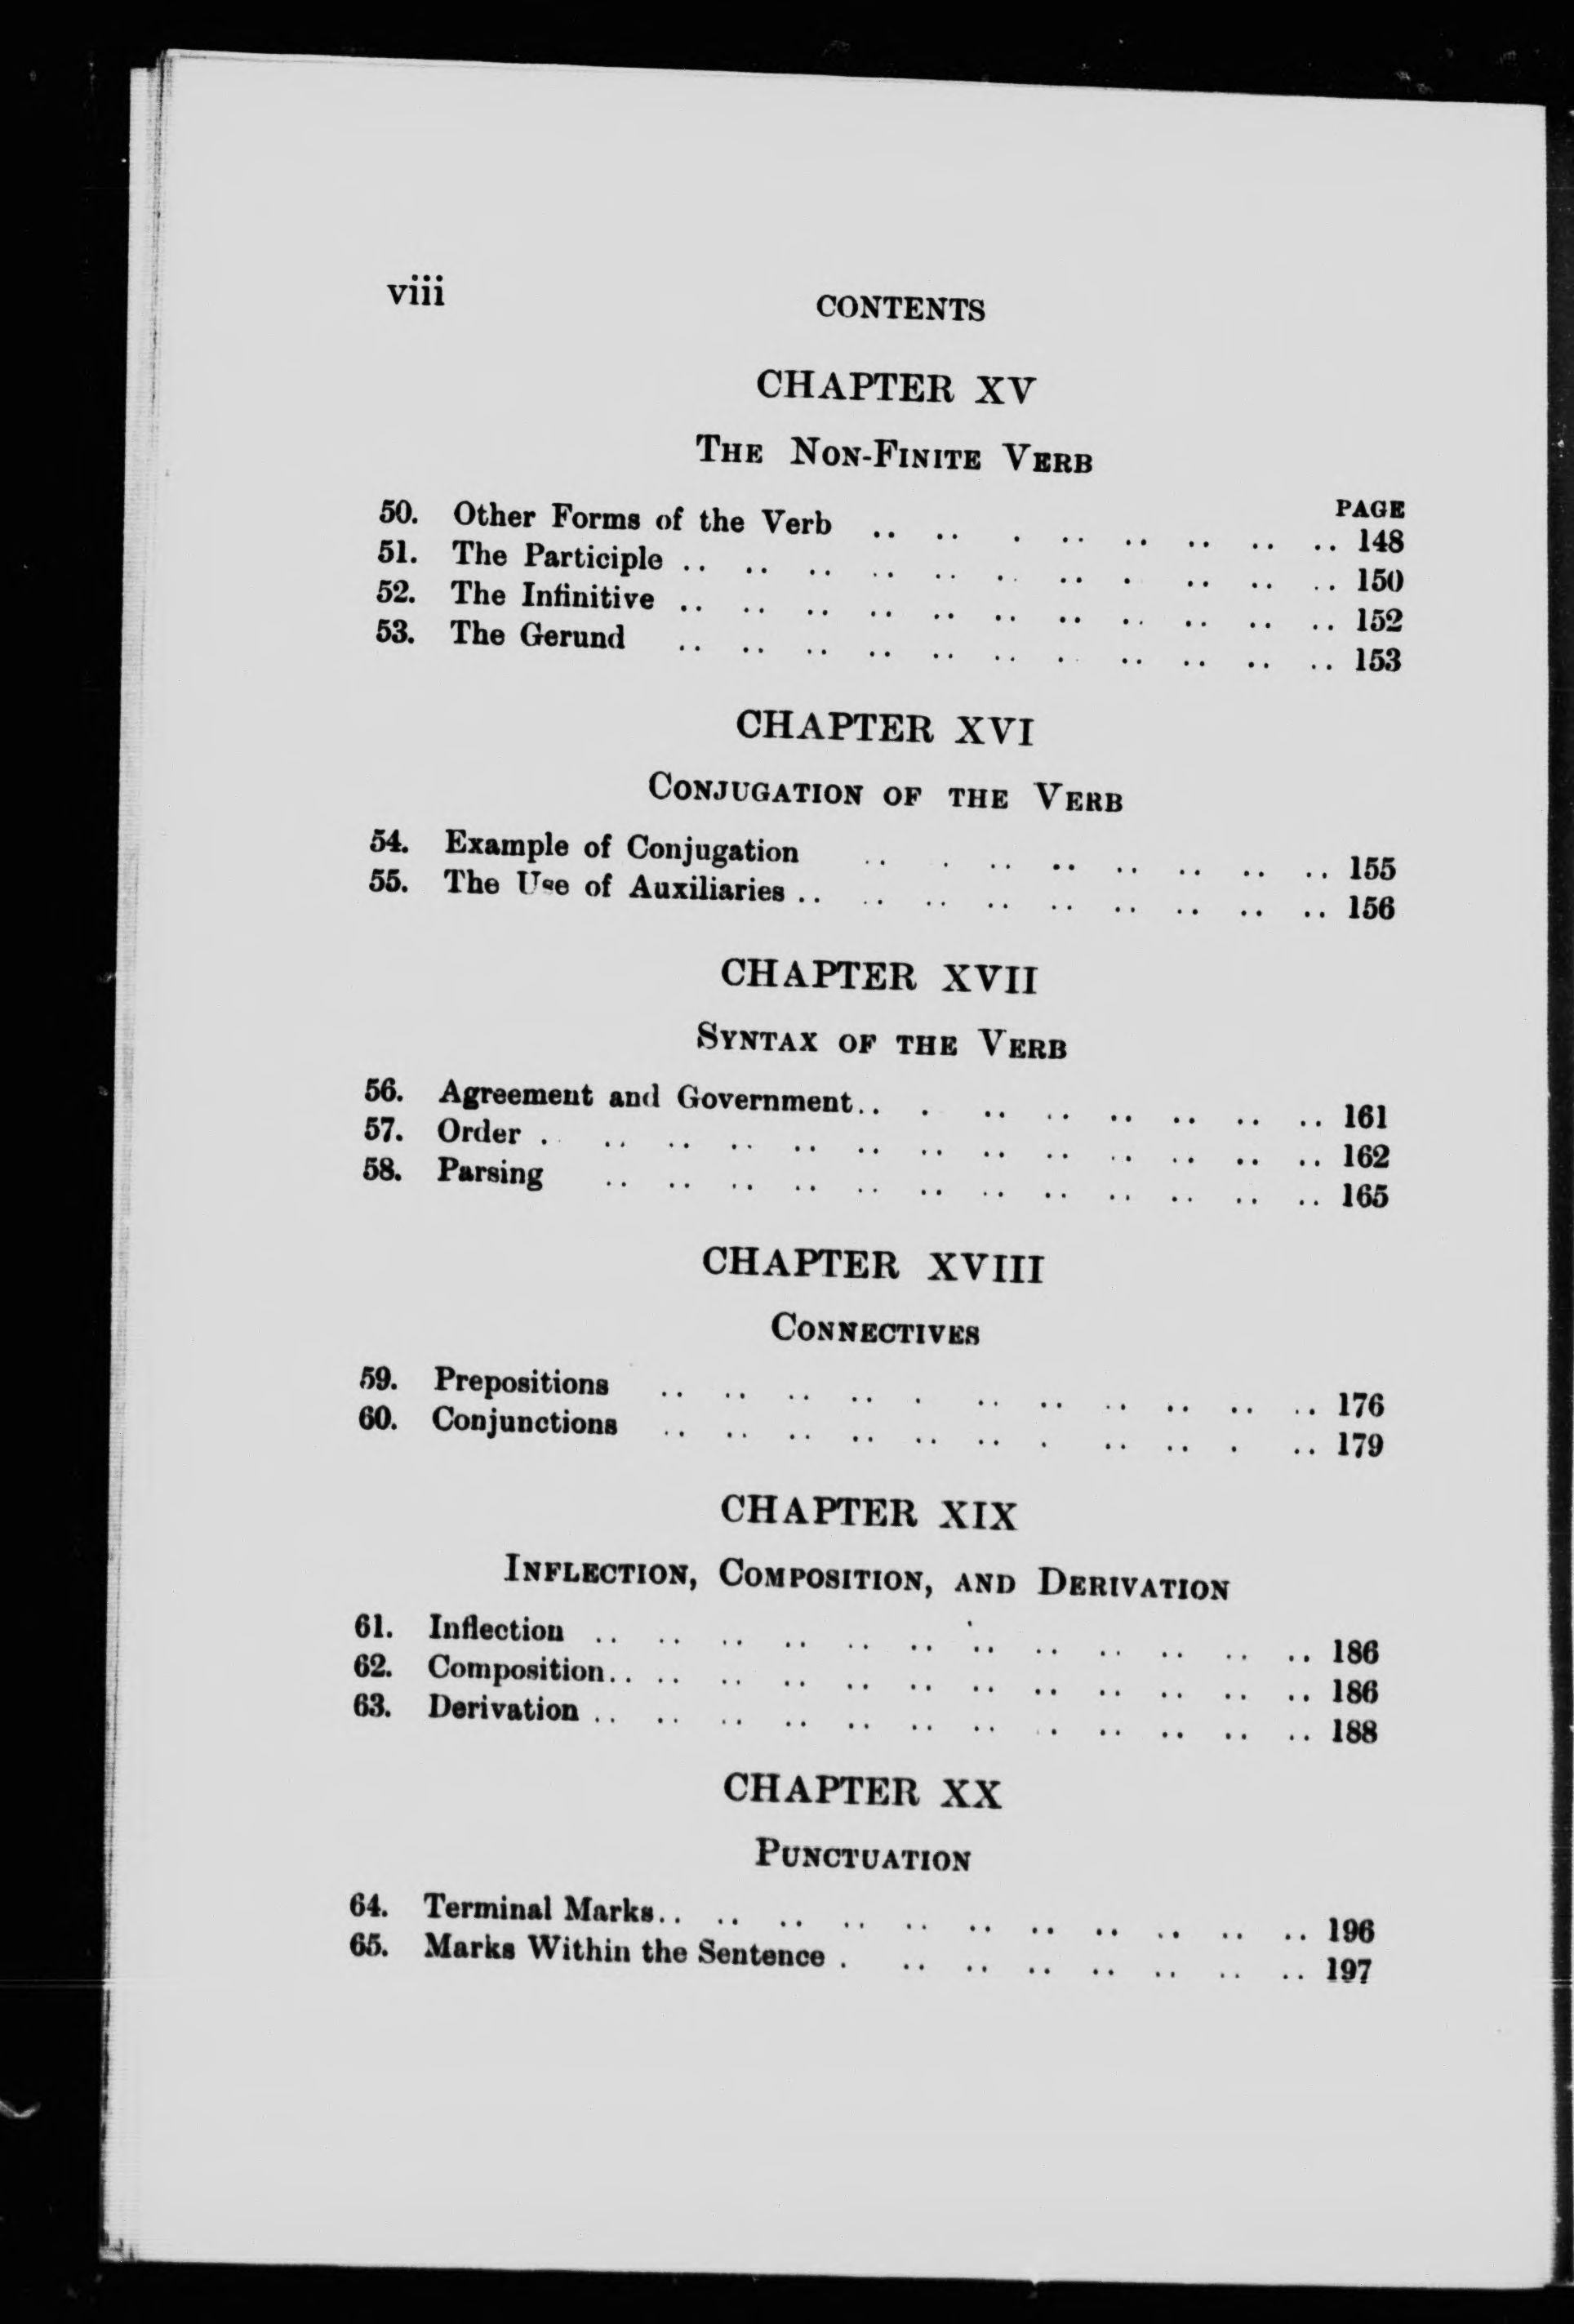 viii
CONTENTS
CHAPTER XV
THE NON-FINITE VERB
PAGE
50. Other Forms of the Verb .. .. . .. .. .. .. .. 148
51. The Participle .. .. .. .. .. .. .. . .. .. .. 150
52. The Infinitive .. .. .. .. .. .. .. .. .. .. .. 152
53. The Gerund .. .. .. .. .. .. . .. .. .. .. 153
CHAPTER XVI
CONJUGATION OF THE VERB
54. Example of Conjugation .. . .. .. .. .. .. .. 155
55. The Use of Auxiliaries .. .. .. .. .. .. .. .. .. 156
CHAPTER XVII
SYNTAX OF THE VERB
56. Agreement and Government .. . .. .. .. .. .. .. 161
57. Order . .. .. .. .. .. .. .. .. .. .. .. .. 162
58. Parsing .. .. .. .. .. .. .. .. .. .. .. .. 165
CHAPTER XVIII
CONNECTIVES
59. Prepositions .. .. .. .. . .. .. .. .. .. .. 176
60. Conjunctions .. .. .. .. .. .. . .. .. . .. 179
CHAPTER XIX
INFLECTION, COMPOSITION, AND DERIVATION
61. Inflection .. .. .. .. .. .. .. .. .. .. .. .. 186
62. Composition .. .. .. .. .. .. .. .. .. .. .. .. 186
63. Derivation .. .. .. .. .. .. .. . .. .. .. .. 188
CHAPTER XX
PUNCTUATION
64. Terminal Marks .. .. .. .. .. .. .. .. .. .. .. 196
65. Marks Within the Sentence . .. .. .. .. .. .. .. 197